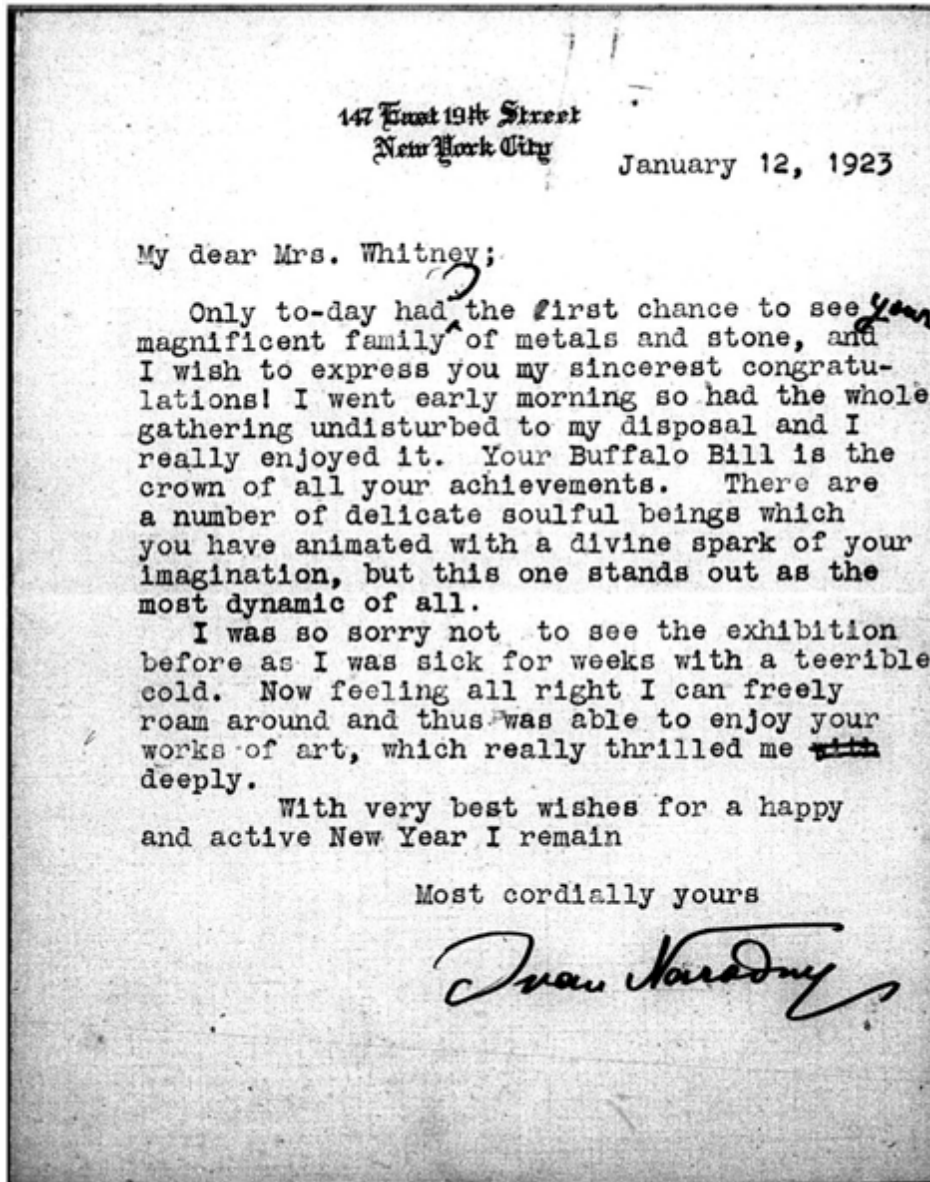 147 East 19th Street
New York City
January 12, 1923
My dear Mrs. Whitney;
Only to-day had I the first chance to see your
magnificent family of metals and stone, and
I wish to express you my sincerest congratu-
lations! I went early morning so had the whole
gathering undisturbed to my disposal and I
really enjoyed it. Your Buffalo Bill is the
crown of all your achievements. There are
a number of delicate soulful beings which
you have animated with a divine spark of your
imagination, but this one stands out as the
most dynamic of all.
I was so sorry not to see the exhibition
before as I was sick for weeks with a teerible
cold. Now feeling all right I can freely
roam around and thus was able to enjoy your
works of art, which really thrilled me with
deeply.
With very best wishes for a happy
and active New Year I remain
Most cordially yours
Ivan Narodny